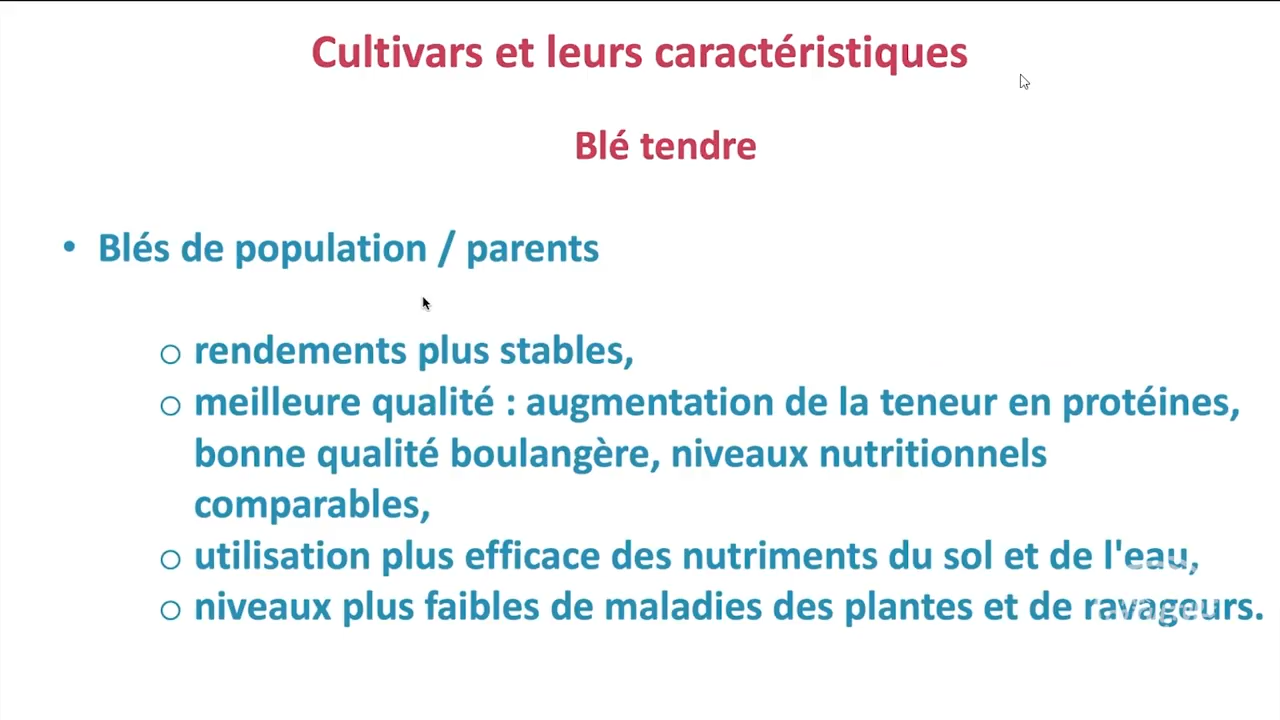 Cultivars et leurs caractéristiques
Blé tendre
• Blés de population / parents
o rendements plus stables,
o meilleure qualité : augmentation de la teneur en protéines,
bonne qualité boulangère, niveaux nutritionnels
comparables,
o utilisation plus efficace des nutriments du sol et de l'eau,
o niveaux plus faibles de maladies des plantes et de ravageurs.